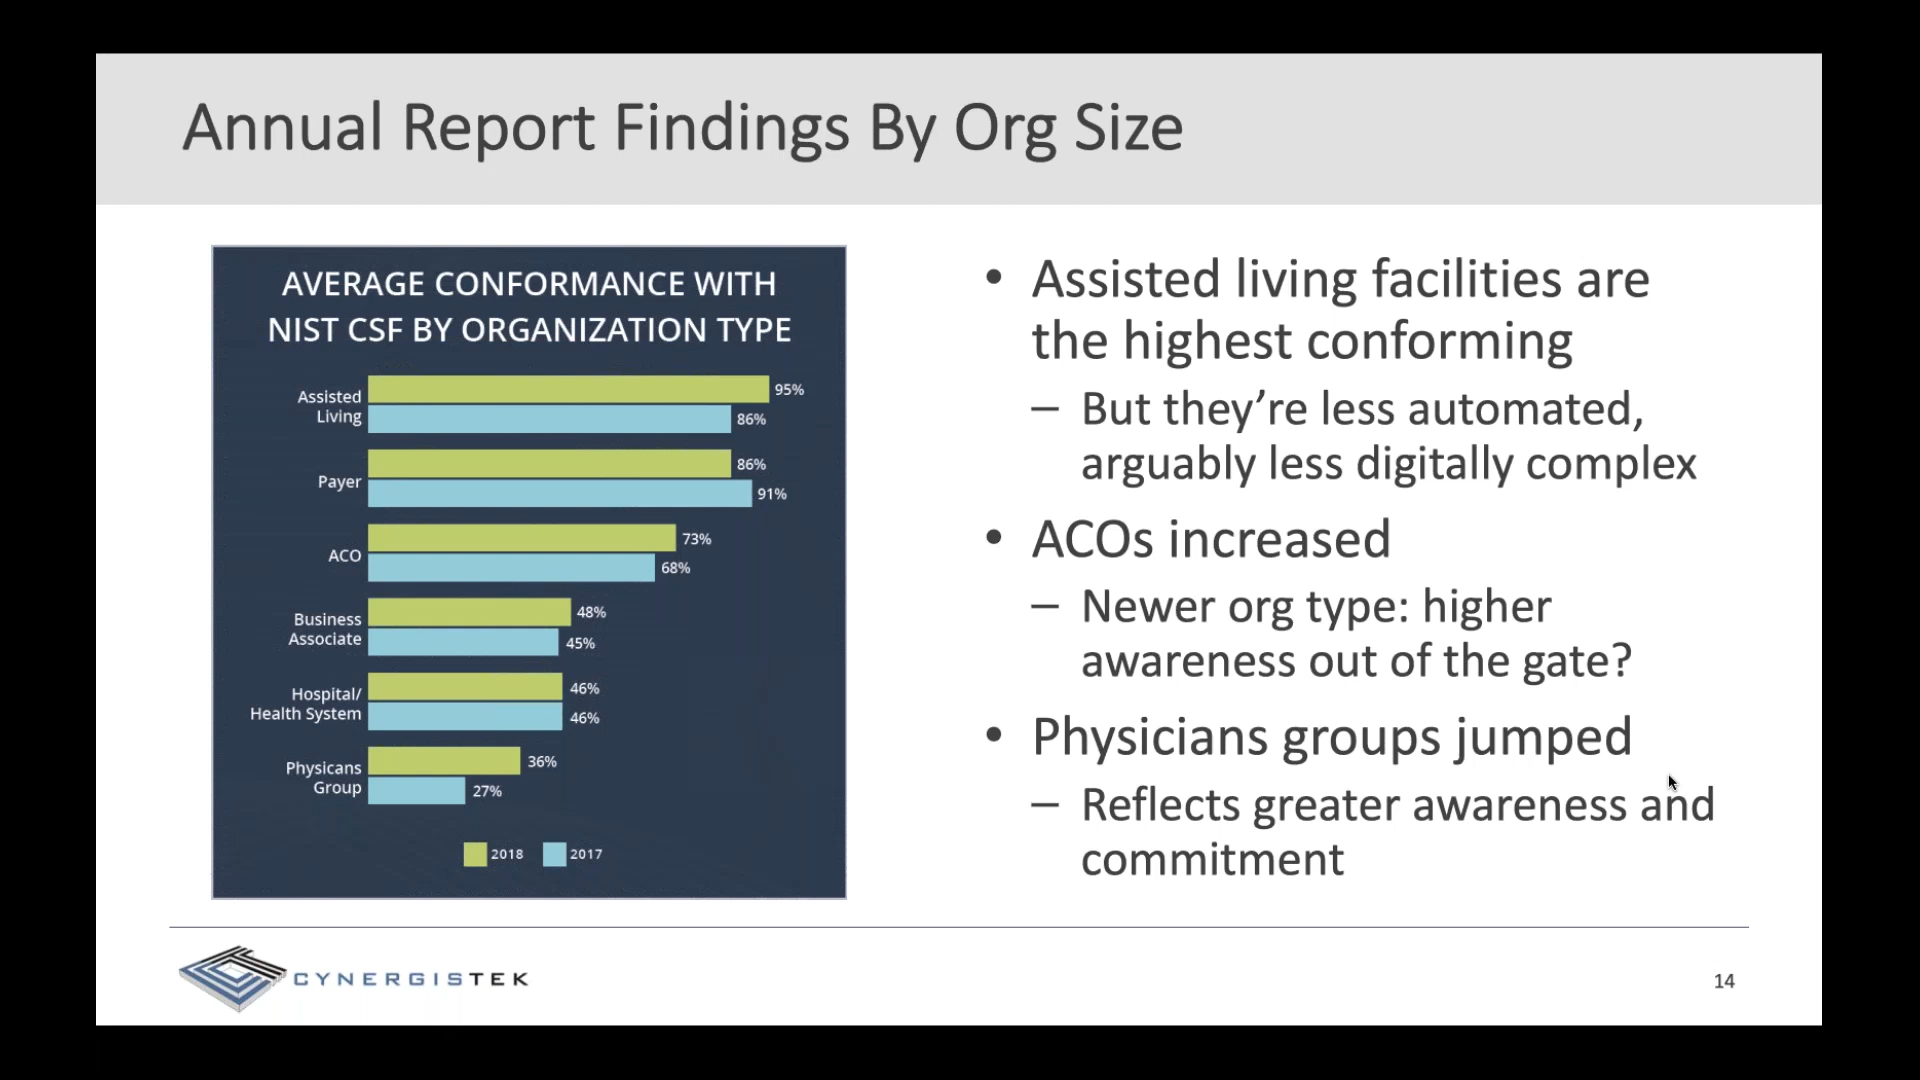 Annual Report Findings By Org Size
AVERAGE CONFORMANCE WITH
NIST CSF BY ORGANIZATION TYPE
Assisted
Living
95%
86%
Payer
86%
91%
ACO
73%
68%
Business
Associate
48%
45%
Hospital/
Health System
46%
46%
Physicans
Group
36%
27%
2018 2017
• Assisted living facilities are
the highest conforming
– But they’re less automated,
arguably less digitally complex
• ACOs increased
– Newer org type: higher
awareness out of the gate?
• Physicians groups jumped
– Reflects greater awareness and
commitment
CYNERGISTEK
14